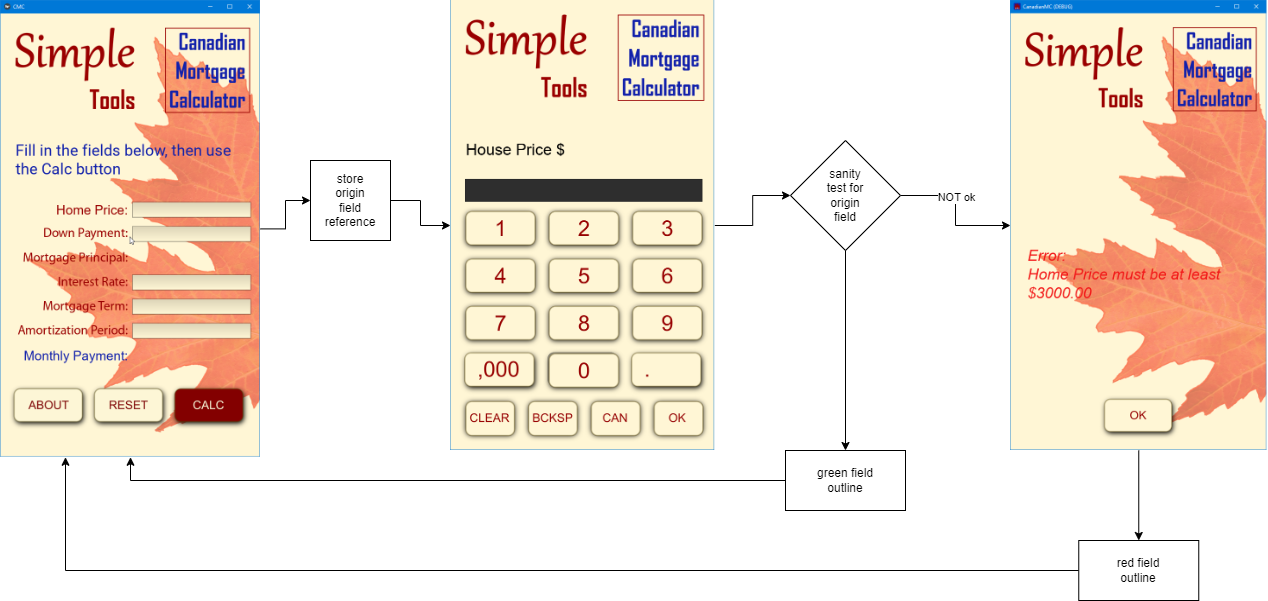 CMC
Simple
Tools
Canadian
Mortgage
Calculator
Fill in the fields below, then use
the Calc button
Home Price:
Down Payment:
Mortgage Principal:
Interest Rate:
Mortgage Term:
Amortization Period:
Monthly Payment:
ABOUT
RESET
CALC
store
origin
field
reference
Simple
Tools
Canadian
Mortgage
Calculator
House Price $
1
2
3
4
5
6
7
8
9
,000
0
.
CLEAR
BCKSP
CAN
OK
sanity
test for
origin
field
NOT ok
green field
outline
CanadianMC (DEBUG)
Simple
Tools
Canadian
Mortgage
Calculator
Error:
Home Price must be at least
$3000.00
OK
red field
outline